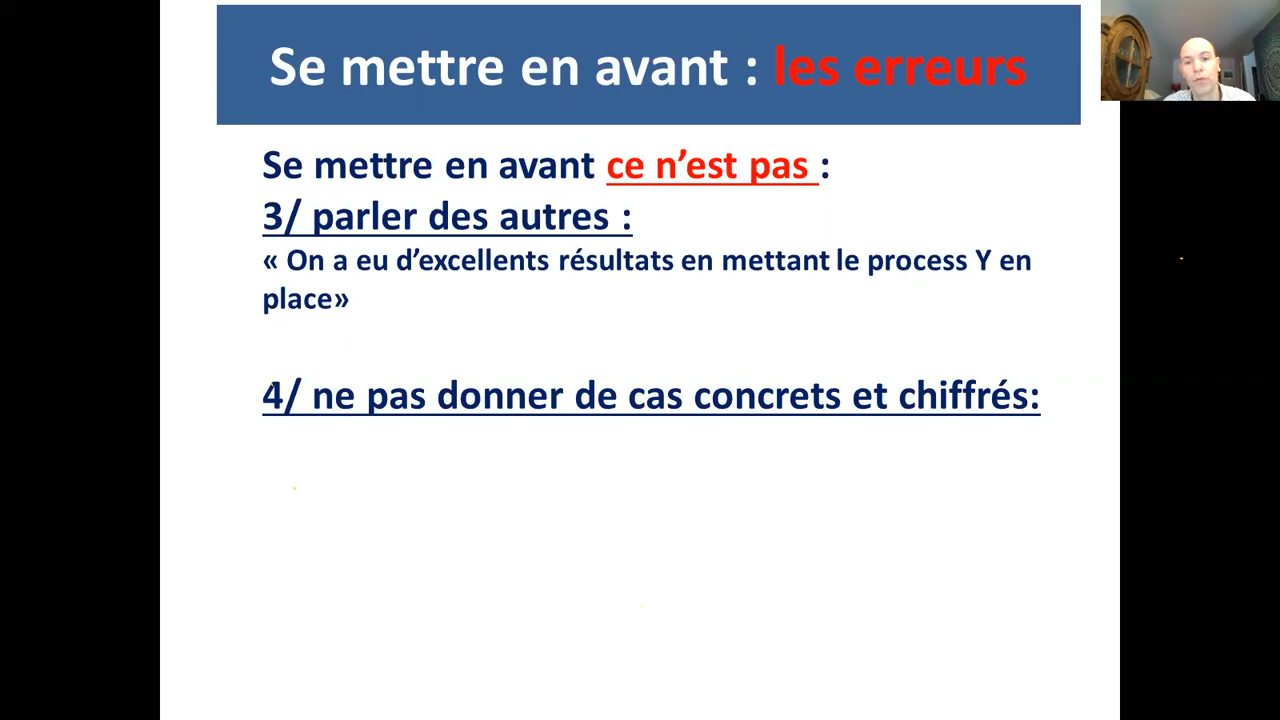 Se mettre en avant : les erreurs
Se mettre en avant ce n’est pas :
3/ parler des autres :
« On a eu d’excellents résultats en mettant le process Y en
place»
4/ ne pas donner de cas concrets et chiffrés: